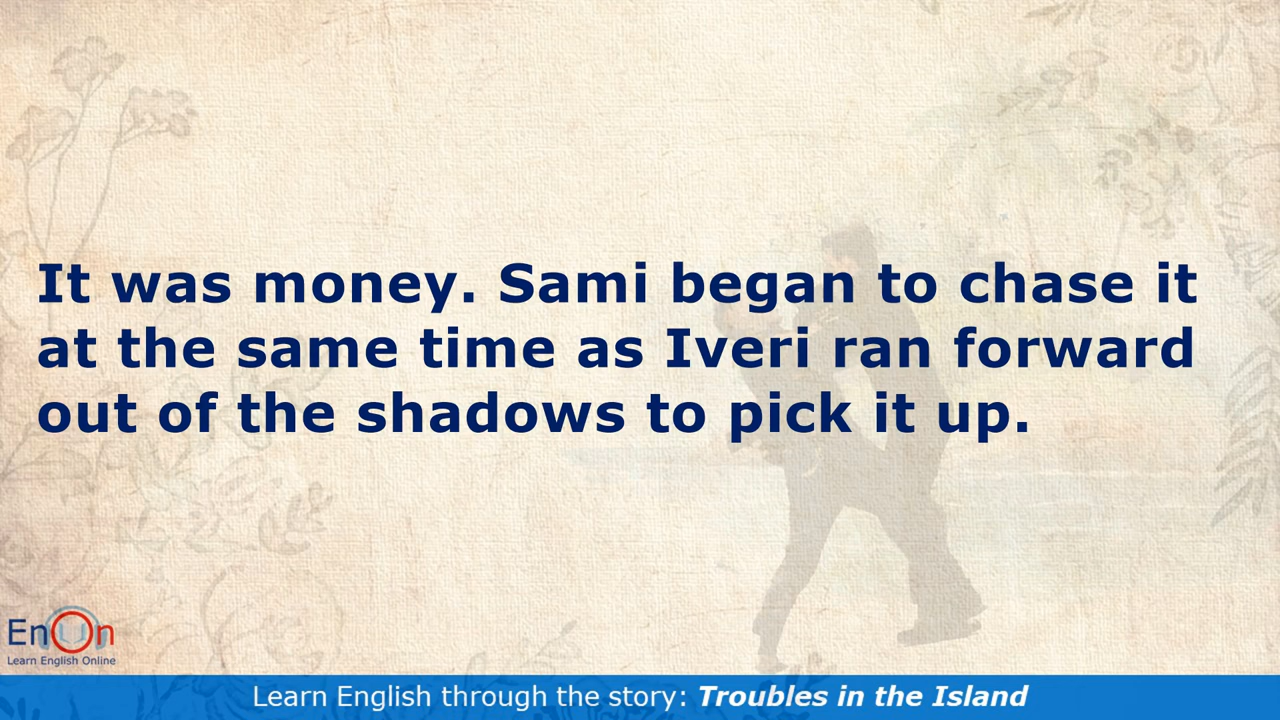 It was money. Sami began to chase it
at the same time as Iveri ran forward
out of the shadows to pick it up.
EnOn
Learn English Online
Learn English through the story: Troubles in the Island